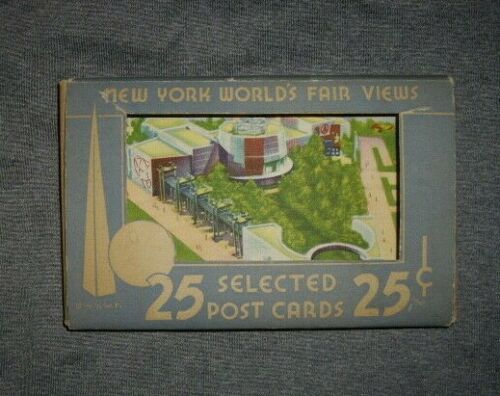 NEW YORK WORLD'S FAIR VIEWS
25 SELECTED POST CARDS 25¢